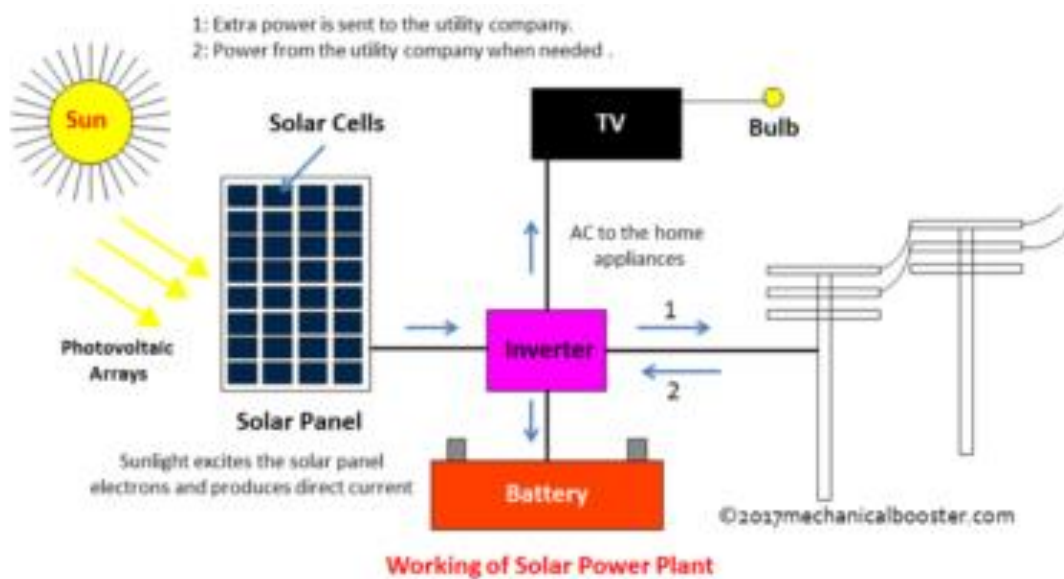 1: Extra power is sent to the utility company.
2: Power from the utility company when needed .
Sun
Solar Cells
TV
Bulb
AC to the home
appliances
Photovoltaic
Arrays
Inverter
1
2
Solar Panel
Sunlight excites the solar panel
electrons and produces direct current
Battery
©2017mechanicalbooster.com
Working of Solar Power Plant